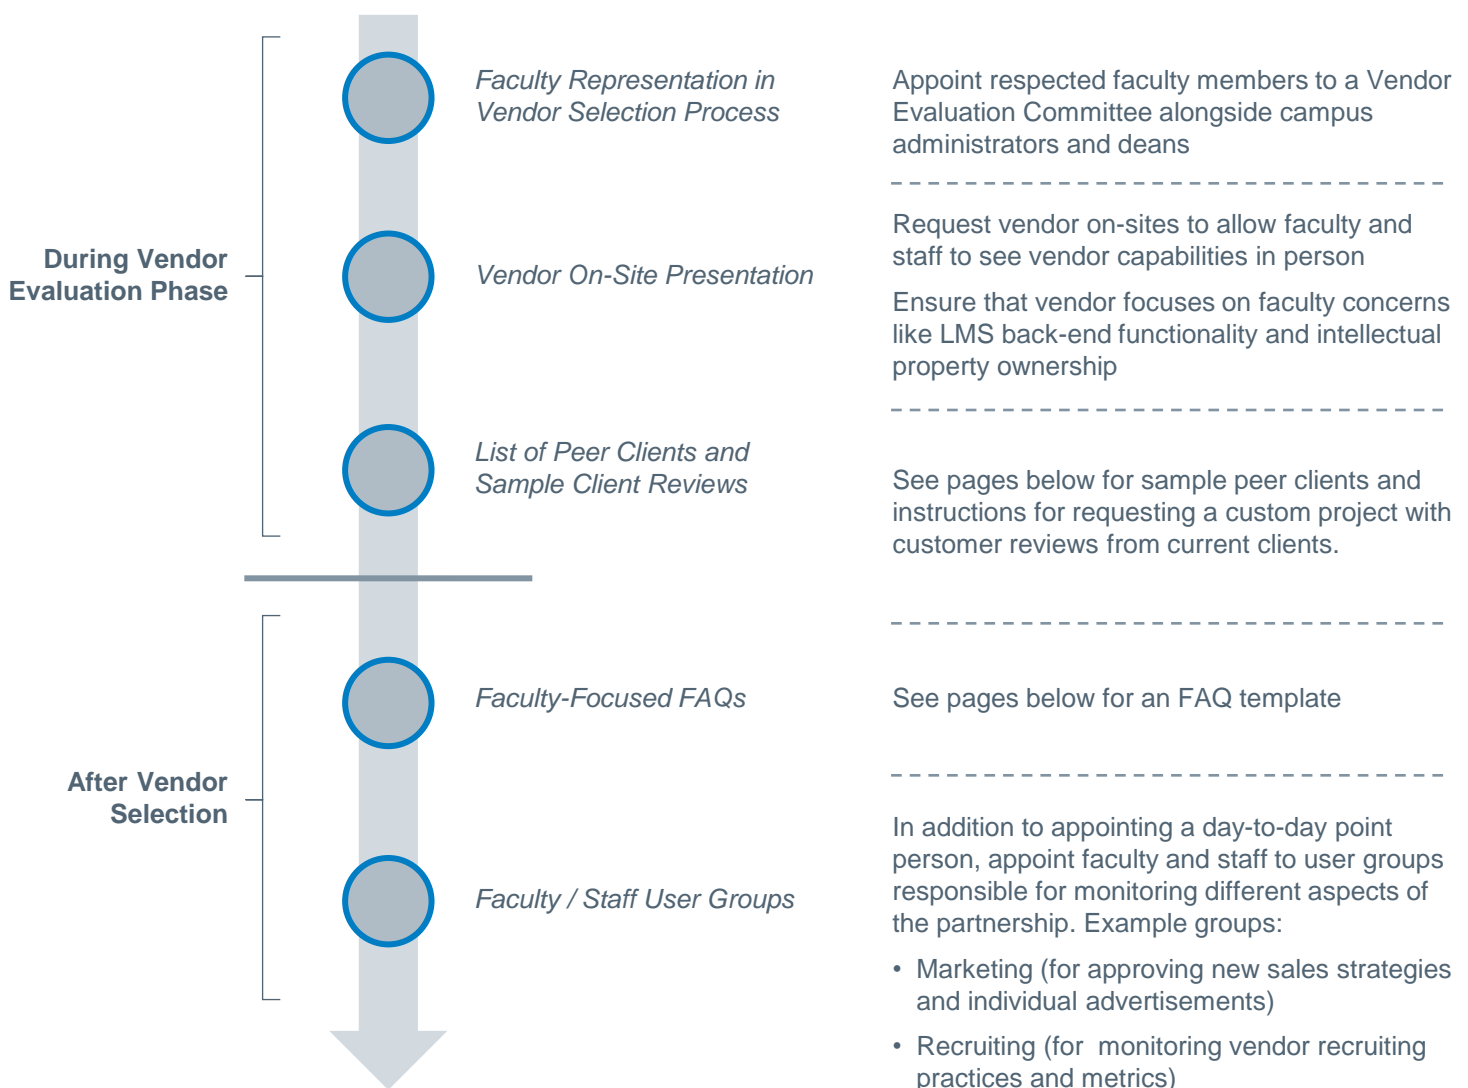 During Vendor
Evaluation Phase
Faculty Representation in
Vendor Selection Process
Appoint respected faculty members to a Vendor
Evaluation Committee alongside campus
administrators and deans
Vendor On-Site Presentation
Request vendor on-sites to allow faculty and
staff to see vendor capabilities in person
Ensure that vendor focuses on faculty concerns
like LMS back-end functionality and intellectual
property ownership
List of Peer Clients and
Sample Client Reviews
See pages below for sample peer clients and
instructions for requesting a custom project with
customer reviews from current clients.
After Vendor
Selection
Faculty-Focused FAQs
See pages below for an FAQ template
Faculty / Staff User Groups
In addition to appointing a day-to-day point
person, appoint faculty and staff to user groups
responsible for monitoring different aspects of
the partnership. Example groups:
• Marketing (for approving new sales strategies
and individual advertisements)
• Recruiting (for  monitoring vendor recruiting
practices and metrics)